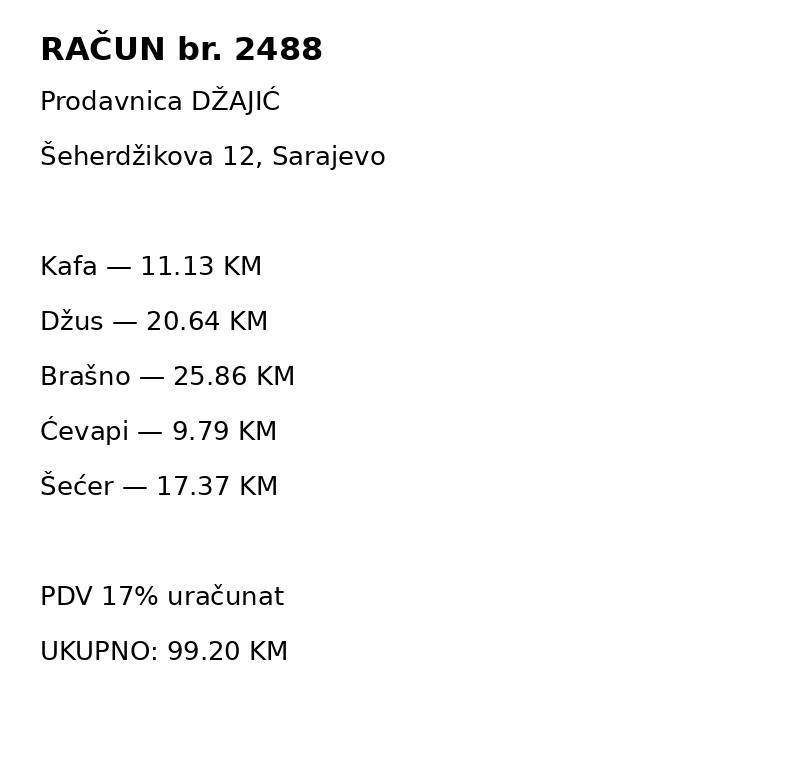 RAČUN br. 2488
Prodavnica DŽAJIĆ
Šeherdžikova 12, Sarajevo
Kafa — 11.13 KM
Džus — 20.64 KM
Brašno — 25.86 KM
Ćevapi — 9.79 KM
Šećer — 17.37 KM
PDV 17% uračunat
UKUPNO: 99.20 KM